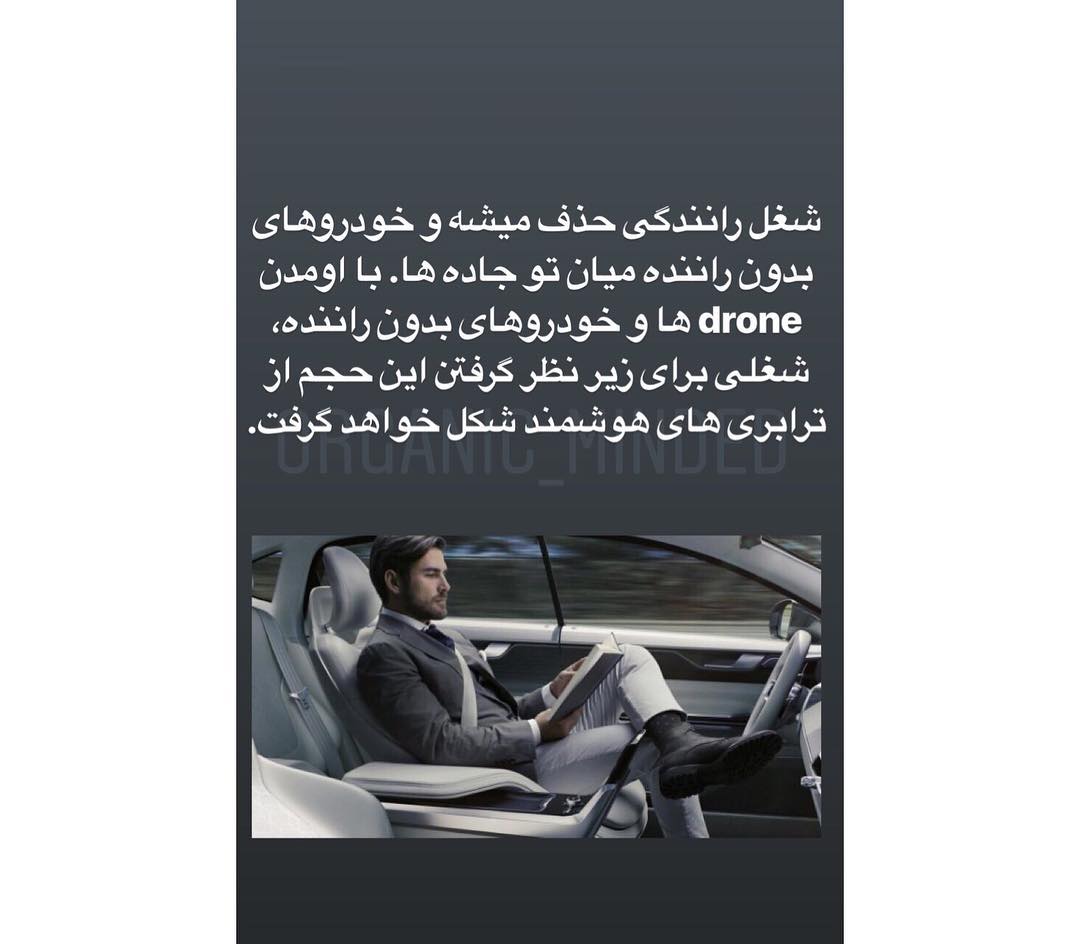 شغل رانندگی حذف میشه و خودروهای
بدون راننده میان تو جاده ها. با اومدن
drone ها و خودروهای بدون راننده،
شغلی برای زیر نظر گرفتن این حجم از
ترابری های هوشمند شکل خواهد گرفت.
ORGANIC_MINDED